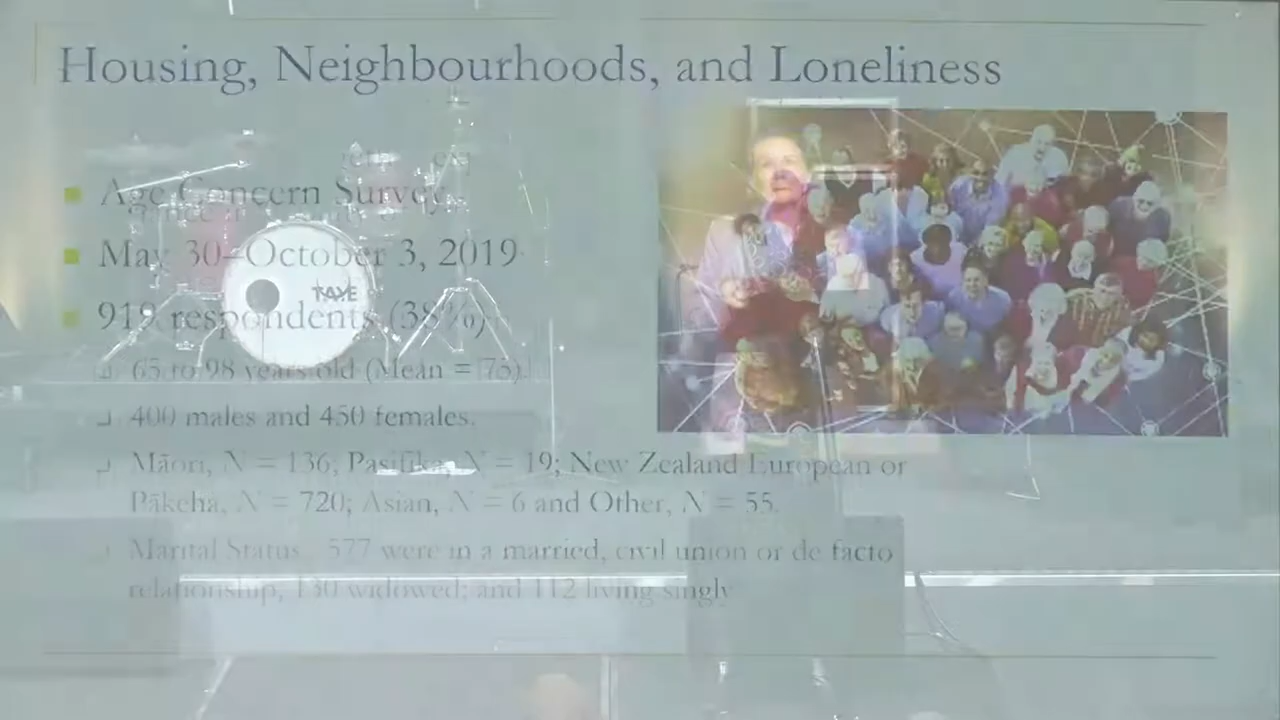 Housing, Neighbourhoods, and Loneliness
Age Concern Survey
May 30–October 3, 2019
919 respondents (38%)
65 to 98 years old (Mean = 75).
400 males and 450 females.
Māori, N = 136; Pasifika, N = 19; New Zealand European or
Pākeha, N = 720; Asian, N = 6 and Other, N = 55.
Marital Status. 577 were in a married, civil union or de facto
relationship, 130 widowed; and 112 living singly
TAYE